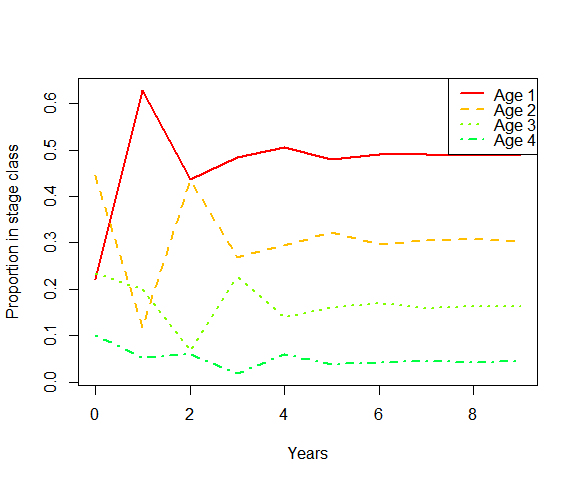 Age 1
Age 2
Age 3
Age 4
Proportion in stage class
0.6
0.5
0.4
0.3
0.2
0.1
0.0
0 2 4 6 8
Years